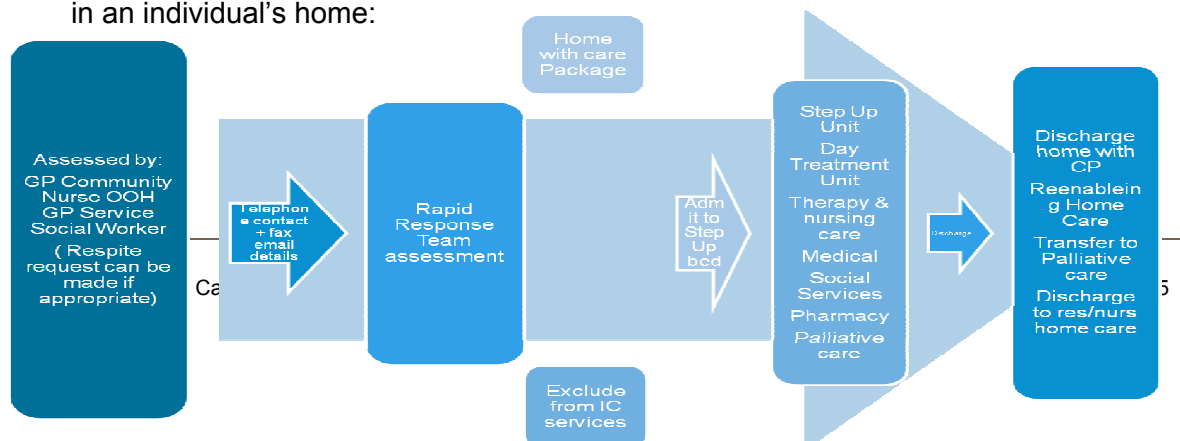 in an individual's home:
Assessed by:
GP Community
Nurse OOH
GP Service
Social Worker
( Respite
request can be
made if
appropriate)
Ca
Telephon
e contact
+ fax
email
details
Rapid
Response
Team
assessment
Home
with care
Package
Exclude
from IC
services
Adm
it to
Step
Up
bed
Step Up
Unit
Day
Treatment
Unit
Therapy &
nursing
care
Medical
Social
Services
Pharmacy
Palliative
care
Discharge
Discharge
home with
CP
Reenablein
g Home
Care
Transfer to
Palliative
care
Discharge
to res/nurs
home care
5